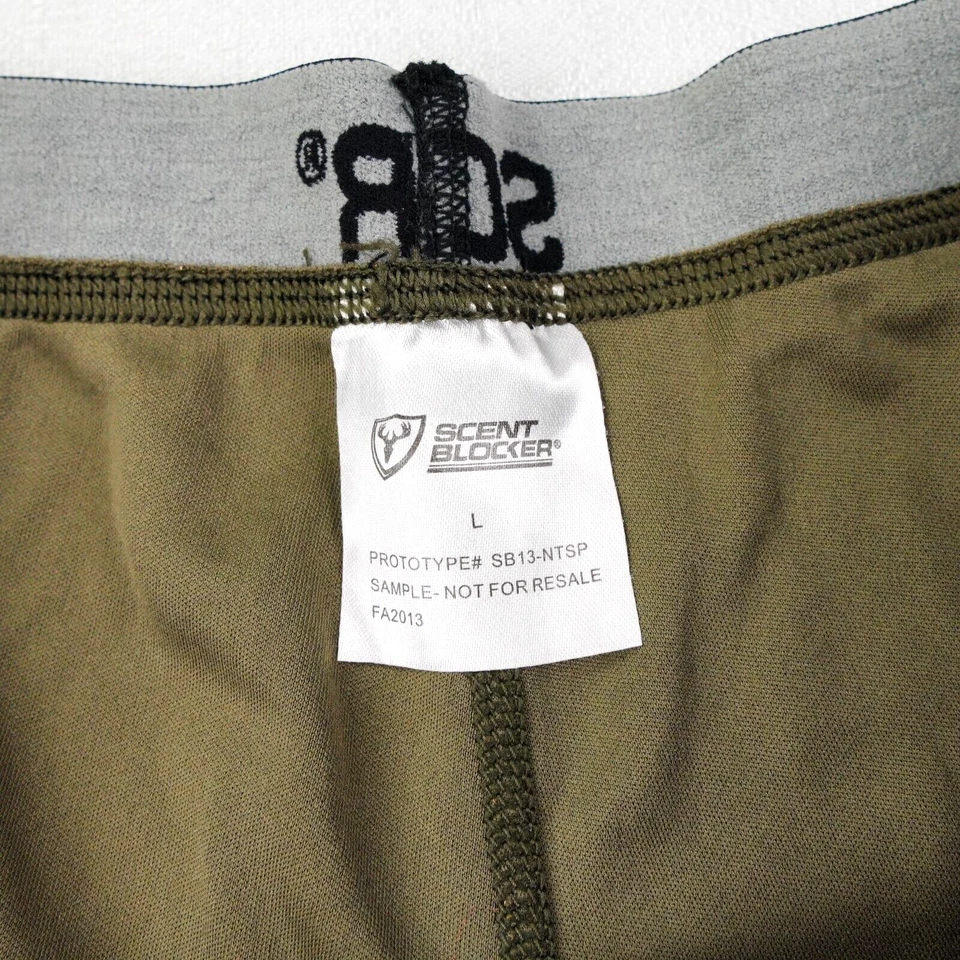 SCENT
BLOCKER®
L
PROTOTYPE# SB13-NTSP
SAMPLE- NOT FOR RESALE
FA2013